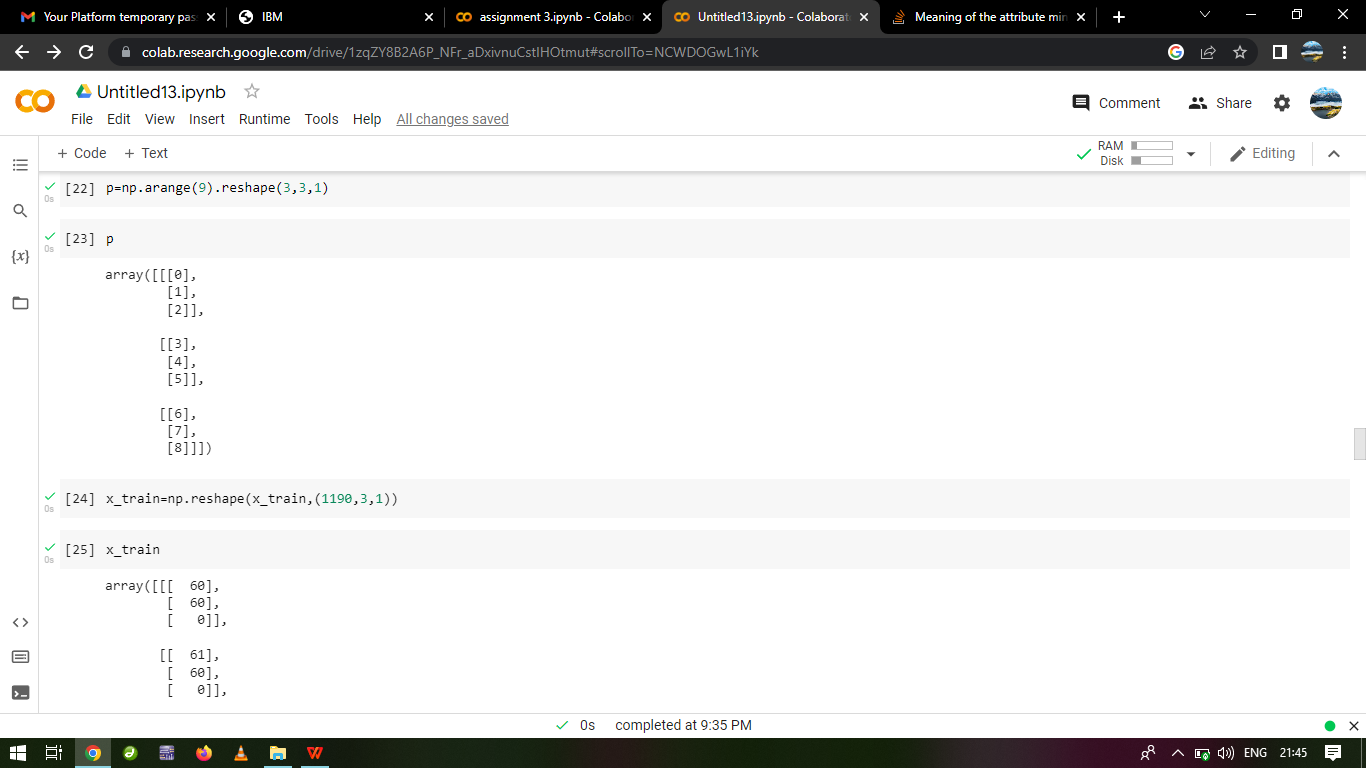 Your Platform temporary pas
IBM
assignment 3.ipynb - Colabo
Untitled13.ipynb - Colaborat
Meaning of the attribute min
colab.research.google.com/drive/1zqZY8B2A6P_NFr_aDxivnuCstIHOtmut#scrollTo=NCWDOGwL1iYk
Untitled13.ipynb
Comment
Share
File Edit View Insert Runtime Tools Help All changes saved
+ Code + Text
RAM
Disk
Editing
[22] p=np.arange(9).reshape(3,3,1)
0s
[23] p
0s
array([[[0],
[1],
[2]],
[[3],
[4],
[5]],
[[6],
[7],
[8]]])
[24] x_train=np.reshape(x_train,(1190,3,1))
0s
[25] x_train
0s
array([[[ 60],
[ 60],
[ 0]],
[[ 61],
[ 60],
[ 0]],
{x}
0s completed at 9:35 PM
ENG 21:45